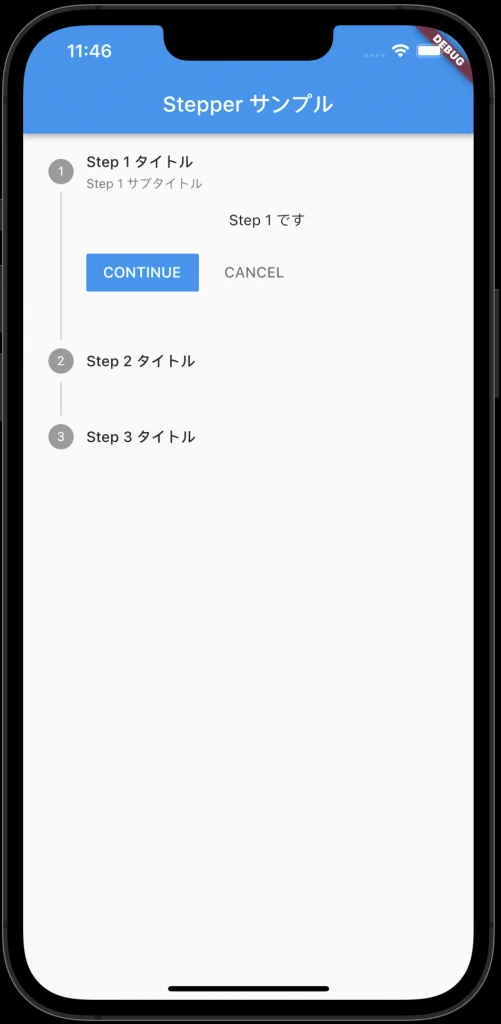 11:46
DEBUG
Stepper サンプル
1
Step 1 タイトル
Step 1 サブタイトル
Step 1 です
CONTINUE
CANCEL
2
Step 2 タイトル
3
Step 3 タイトル